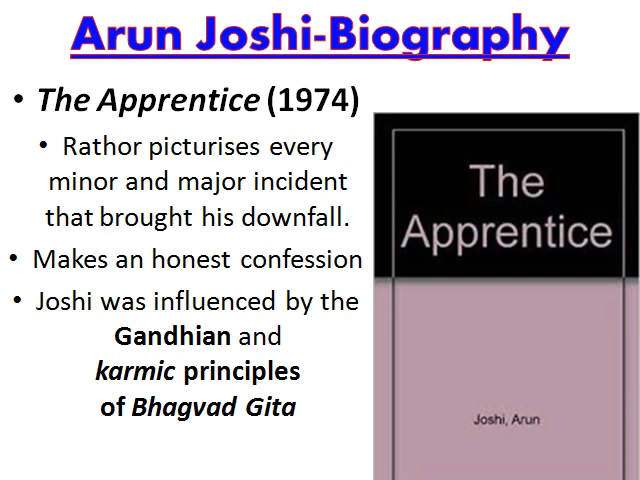 Arun Joshi-Biography
• The Apprentice (1974)
• Rathor picturises every
minor and major incident
that brought his downfall.
• Makes an honest confession
• Joshi was influenced by the
Gandhian and
karmic principles
of Bhagvad Gita
The
Apprentice
Joshi, Arun